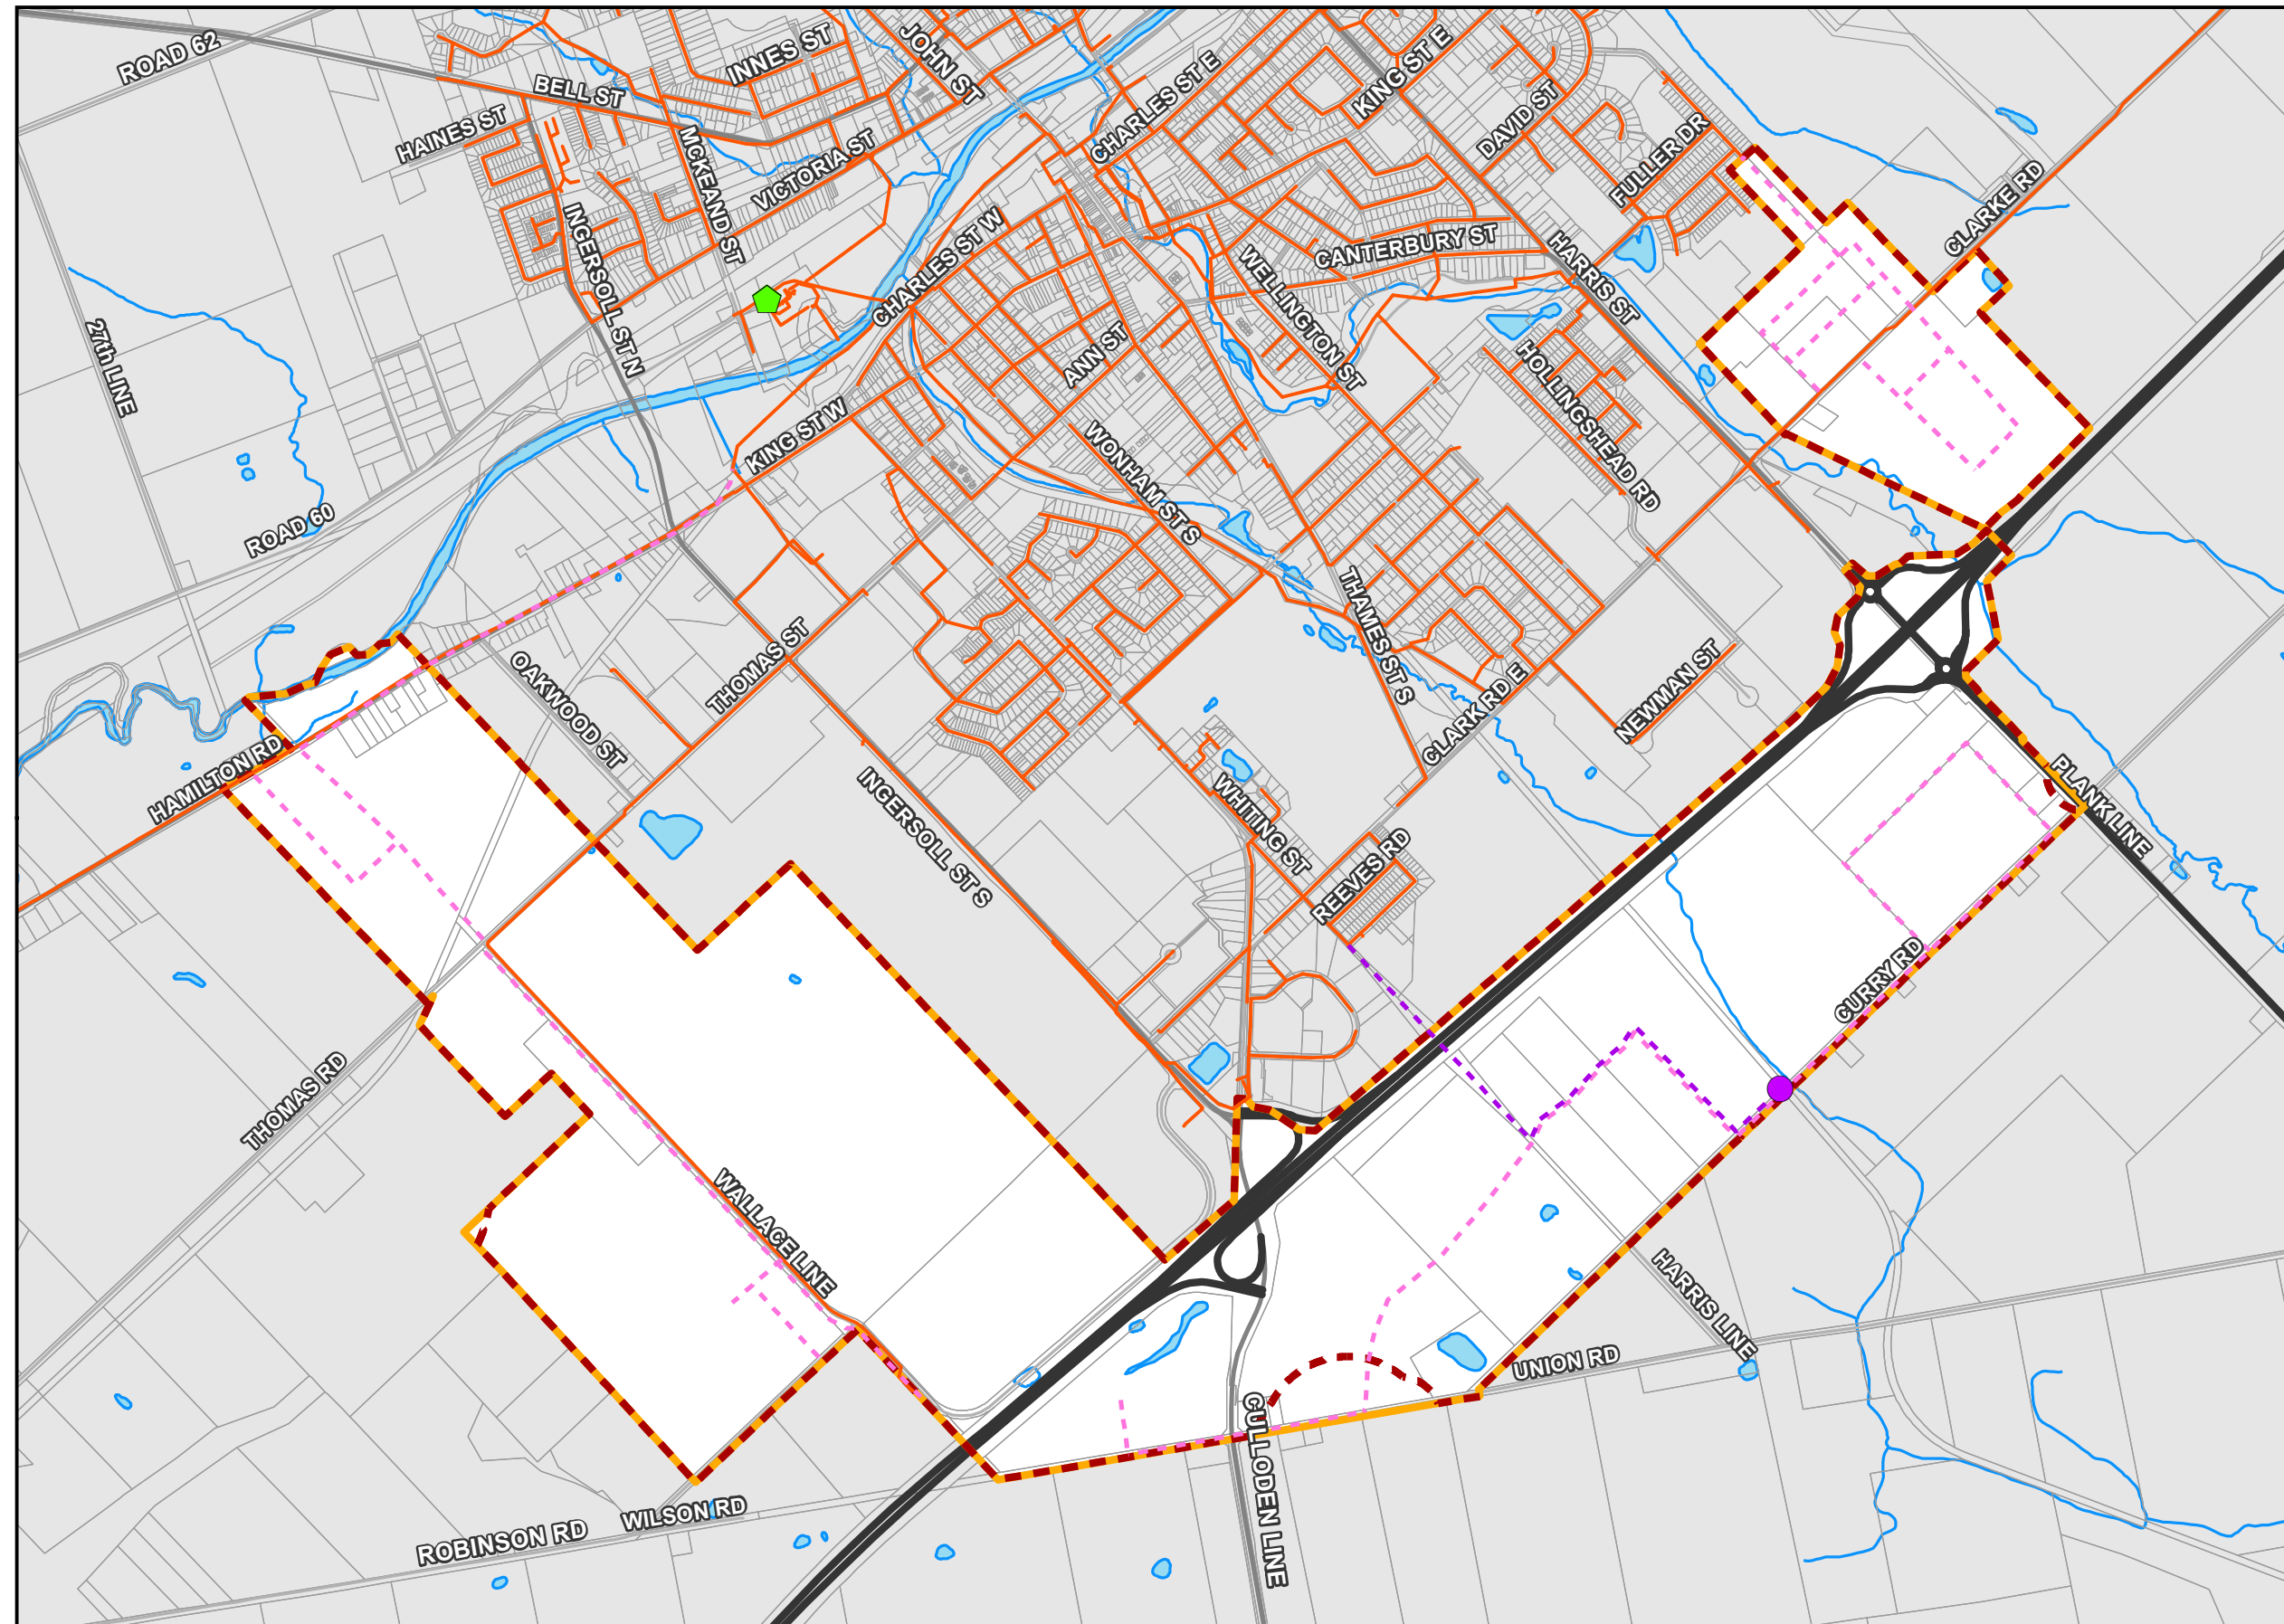 ROAD 62
INNES ST
JOHN ST
BELL ST
CHARLES ST E
KING ST E
DAVID ST
HAINES ST
MCKEAND ST
VICTORIA ST
FULLER DR
CLARKE RD
INGERSOLL ST N
CHARLES ST W
WELLINGTON ST
CANTERBURY ST
HARRIS ST
27th LINE
ANN ST
HOLLINGSHEAD RD
KING ST W
WONHAM ST S
ROAD 60
THAMES ST S
OAKWOOD ST
THOMAS ST
NEWMAN ST
CLARK RD E
HAMILTON RD
INGERSOLL ST S
WHITING ST
REEVES RD
PLANK LINE
CURRY RD
THOMAS RD
WALLACE LINE
HARRIS LINE
UNION RD
CULLODEN LINE
WILSON RD
ROBINSON RD